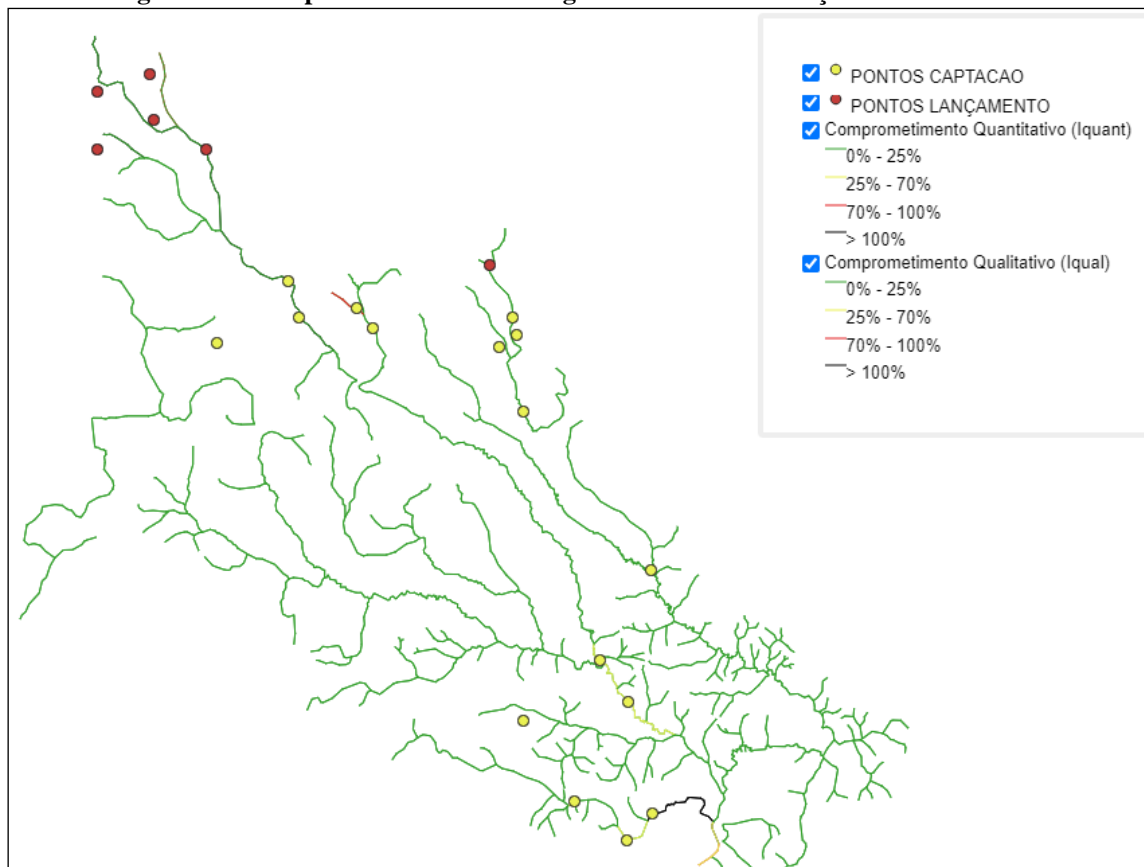 PONTOS CAPTACAO
PONTOS LANÇAMENTO
Comprometimento Quantitativo (Iquant)
0% - 25%
25% - 70%
70% - 100%
> 100%
Comprometimento Qualitativo (Iqual)
0% - 25%
25% - 70%
70% - 100%
> 100%